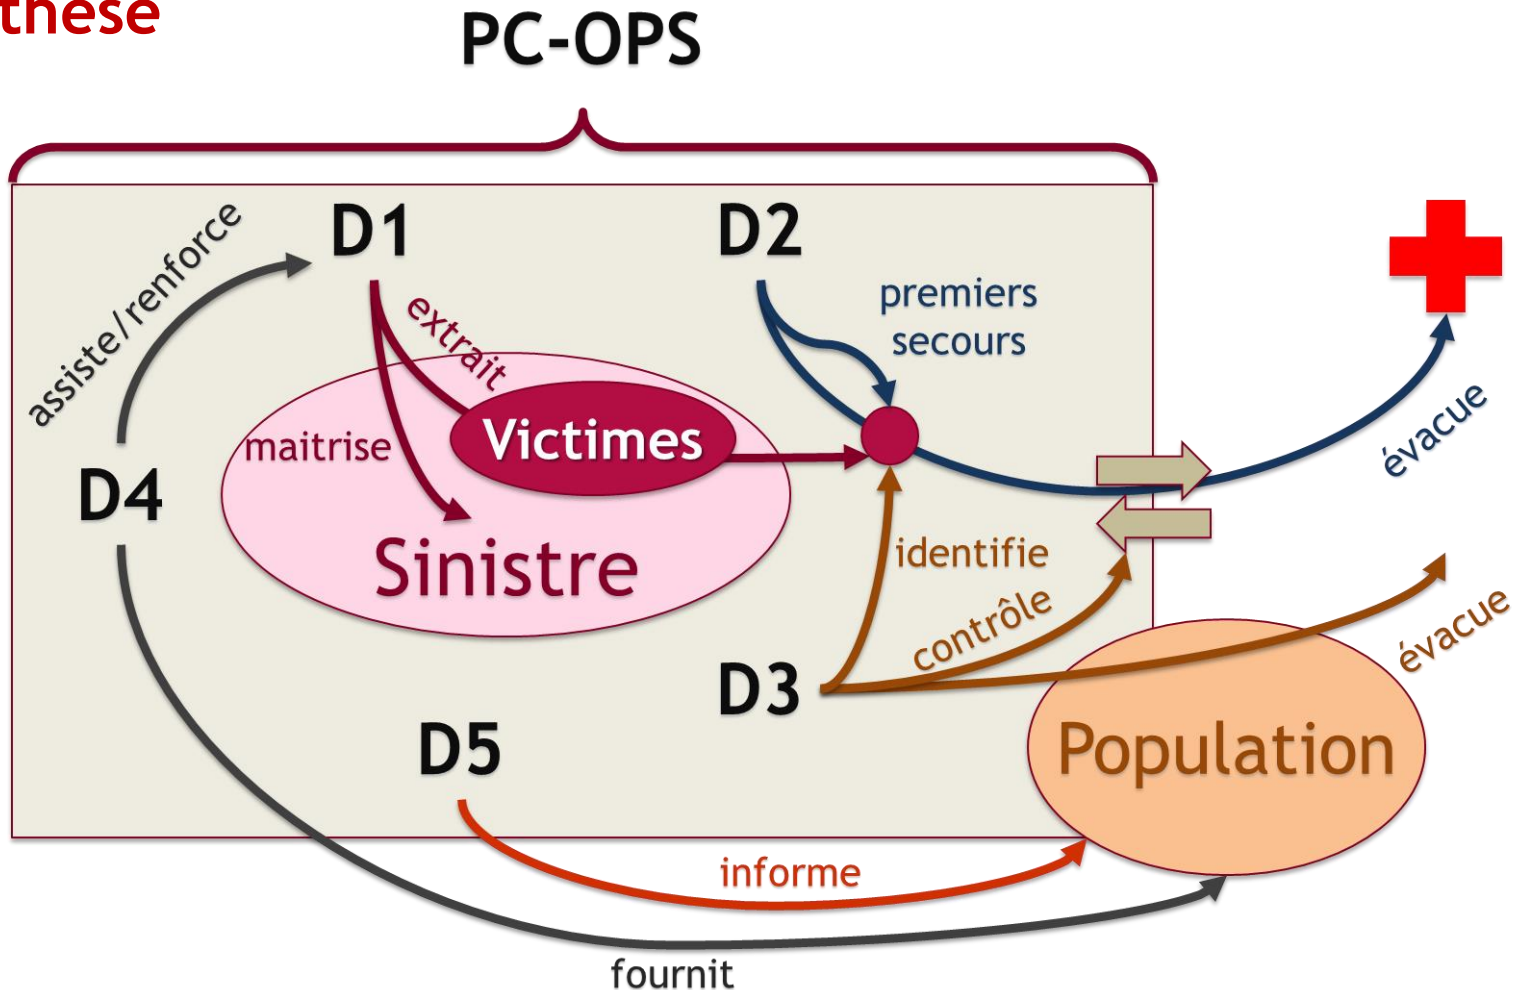 thèse
PC-OPS
D1
D2
assiste/renforce
extrait
premiers
secours
maitrise
Victimes
D4
évacue
Sinistre
identifie
contrôle
évacue
D3
D5
Population
informe
fournit